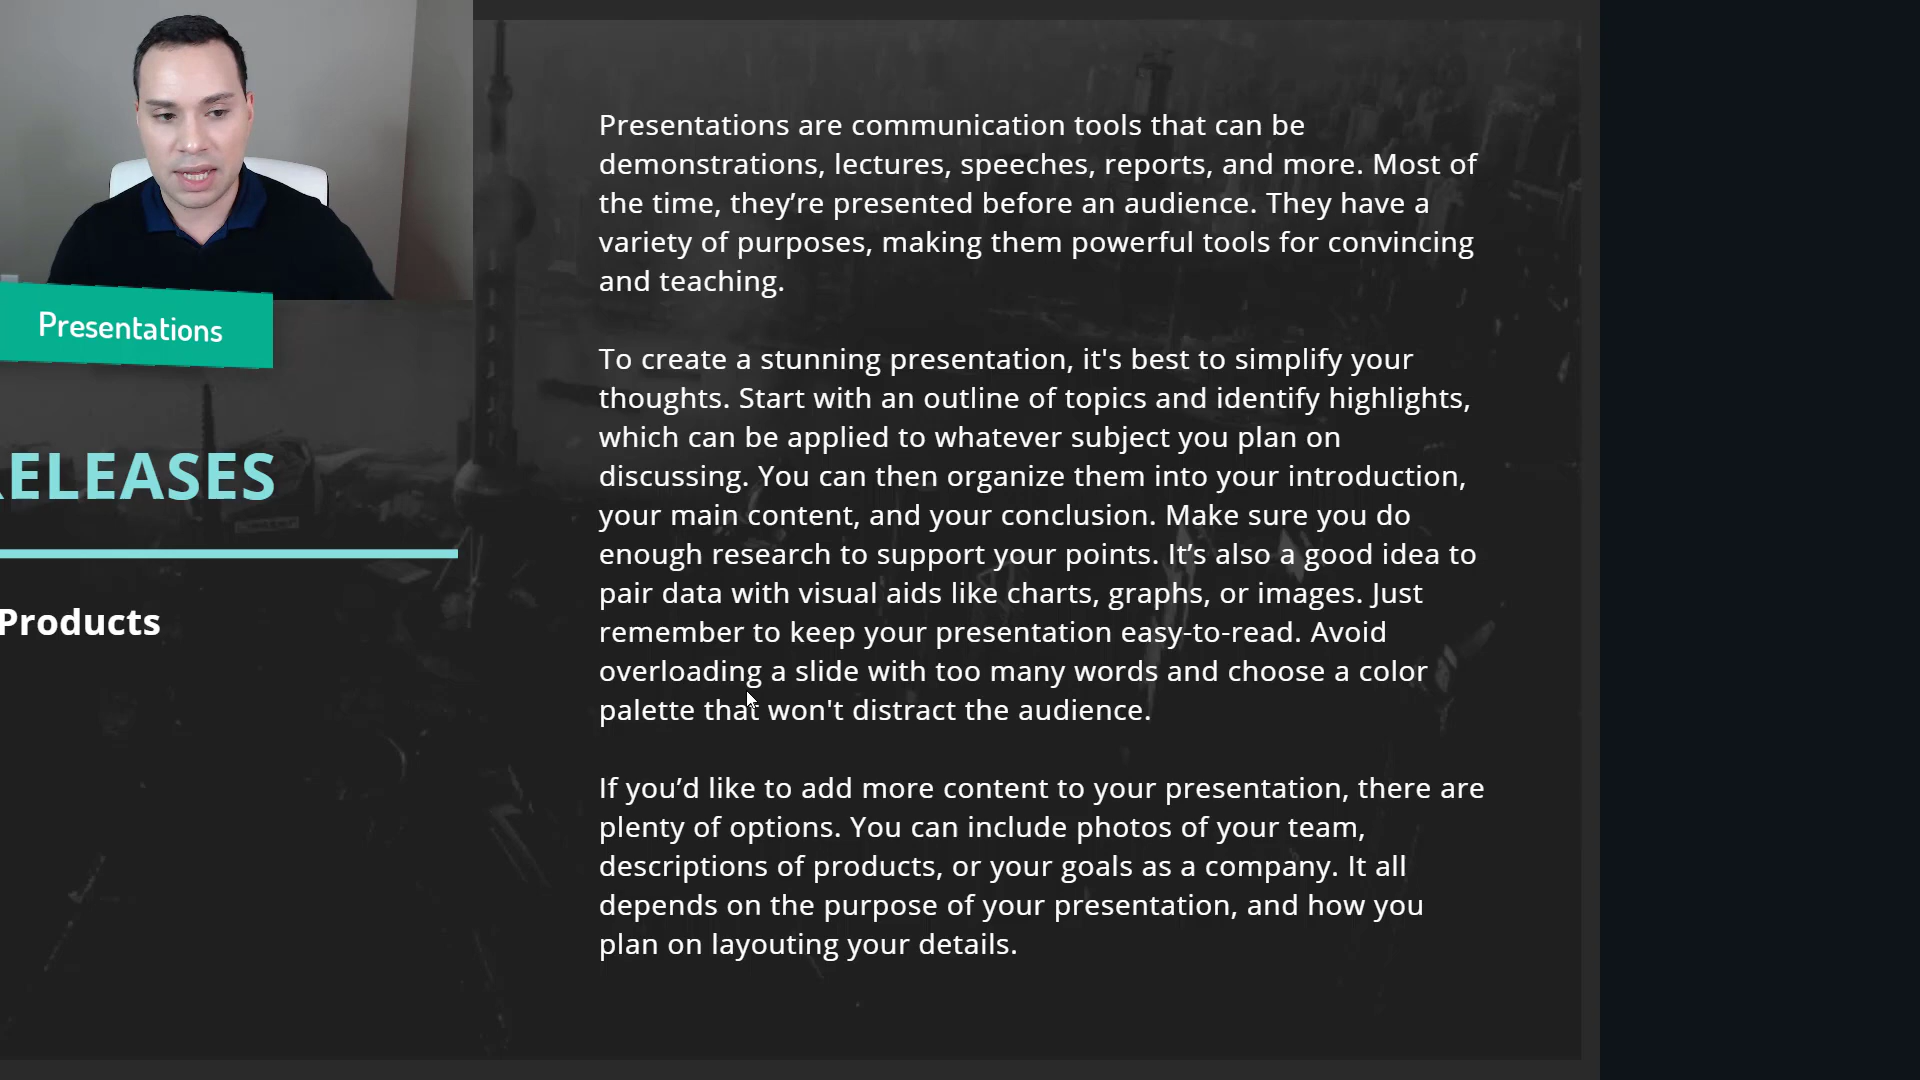 Presentations
ELEASES
Products
Presentations are communication tools that can be
demonstrations, lectures, speeches, reports, and more. Most of
the time, they’re presented before an audience. They have a
variety of purposes, making them powerful tools for convincing
and teaching.
To create a stunning presentation, it's best to simplify your
thoughts. Start with an outline of topics and identify highlights,
which can be applied to whatever subject you plan on
discussing. You can then organize them into your introduction,
your main content, and your conclusion. Make sure you do
enough research to support your points. It’s also a good idea to
pair data with visual aids like charts, graphs, or images. Just
remember to keep your presentation easy-to-read. Avoid
overloading a slide with too many words and choose a color
palette that won't distract the audience.
If you’d like to add more content to your presentation, there are
plenty of options. You can include photos of your team,
descriptions of products, or your goals as a company. It all
depends on the purpose of your presentation, and how you
plan on layouting your details.